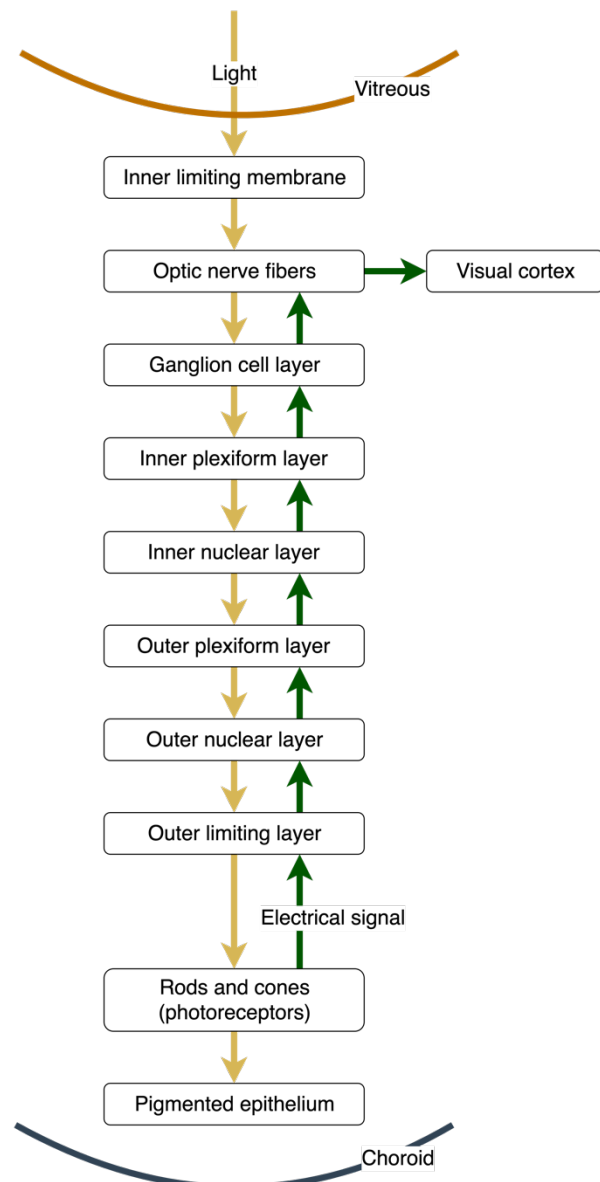 Light
Vitreous
Inner limiting membrane
Optic nerve fibers
Visual cortex
Ganglion cell layer
Inner plexiform layer
Inner nuclear layer
Outer plexiform layer
Outer nuclear layer
Outer limiting layer
Electrical signal
Rods and cones
(photoreceptors)
Pigmented epithelium
Choroid